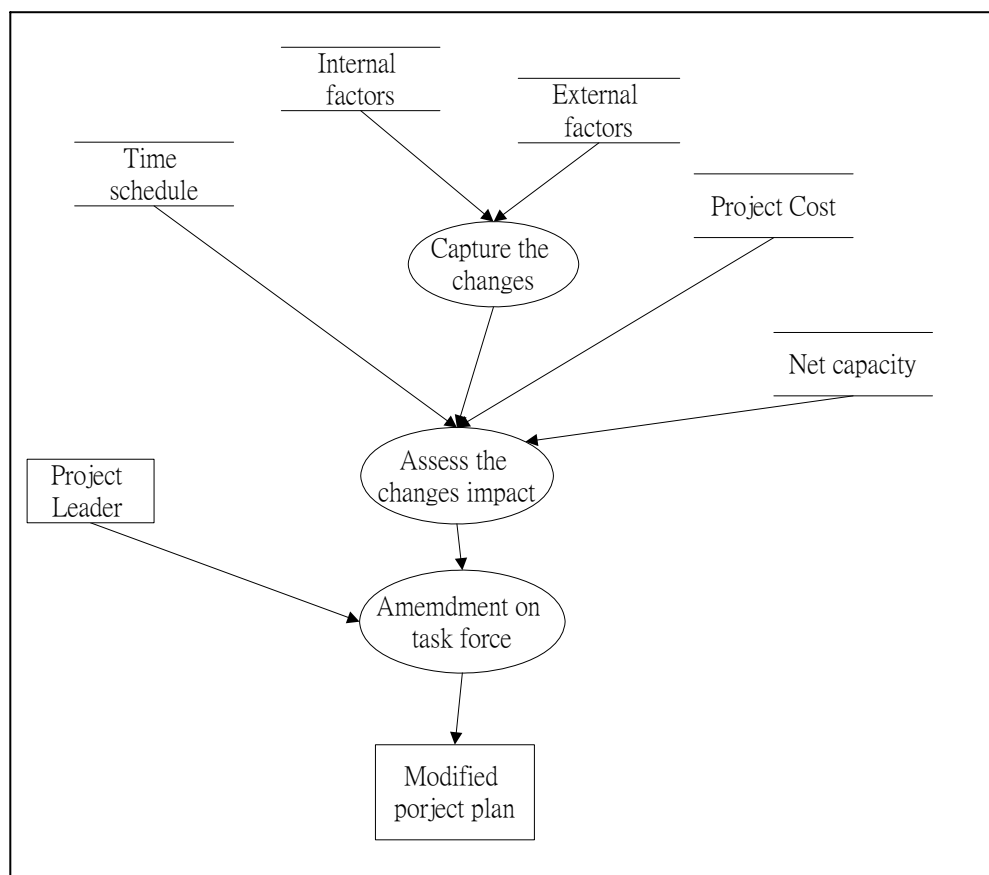 Internal
factors
External
factors
Time
schedule
Project Cost
Capture the
changes
Net capacity
Assess the
changes impact
Project
Leader
Amemdment on
task force
Modified
porject plan